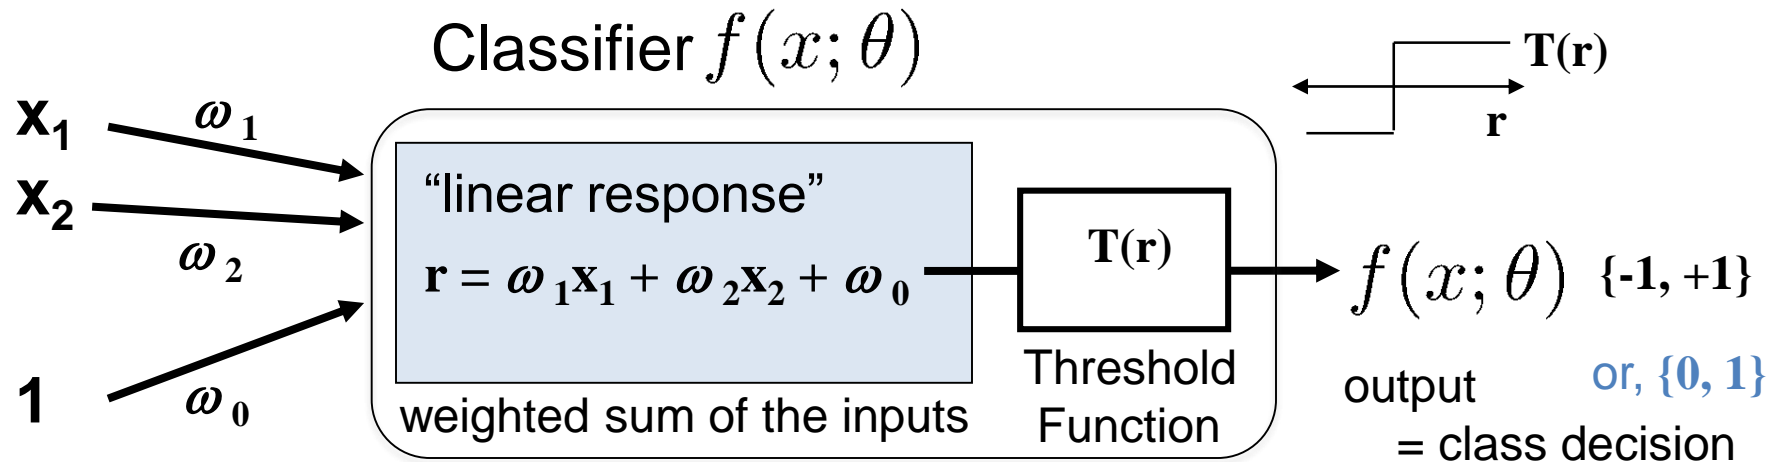 Classifier f(x; θ)
T(r)
r
x₁
ω₁
x₂
ω₂
1
ω₀
“linear response”
r = ω₁x₁ + ω₂x₂ + ω₀
weighted sum of the inputs
T(r)
Threshold
Function
f(x; θ) {-1, +1}
or, {0, 1}
output
= class decision